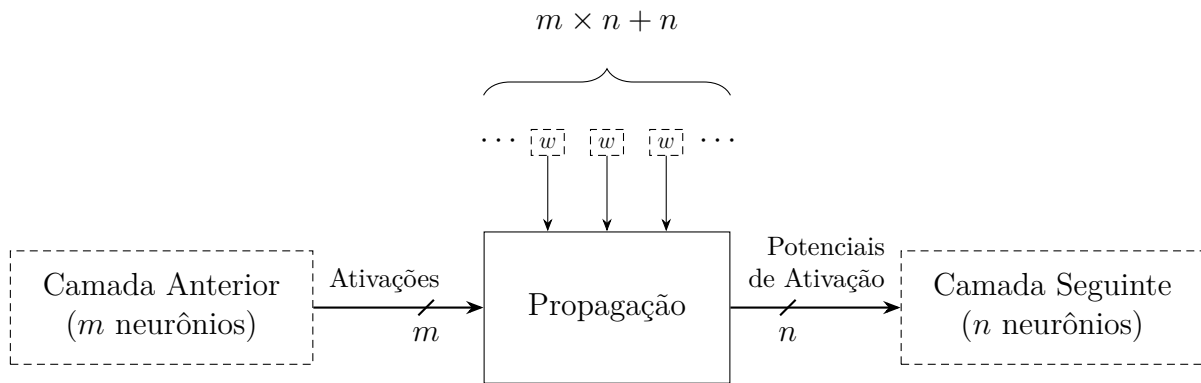 m × n + n
··· w w w ···
Camada Anterior
(m neurônios)
Ativações
m
Propagação
Potenciais
de Ativação
n
Camada Seguinte
(n neurônios)